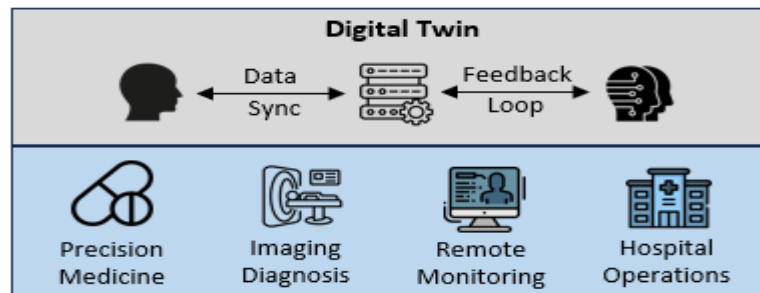 Digital Twin
Data
Sync
Feedback
Loop
Precision
Medicine
Imaging
Diagnosis
Remote
Monitoring
Hospital
Operations